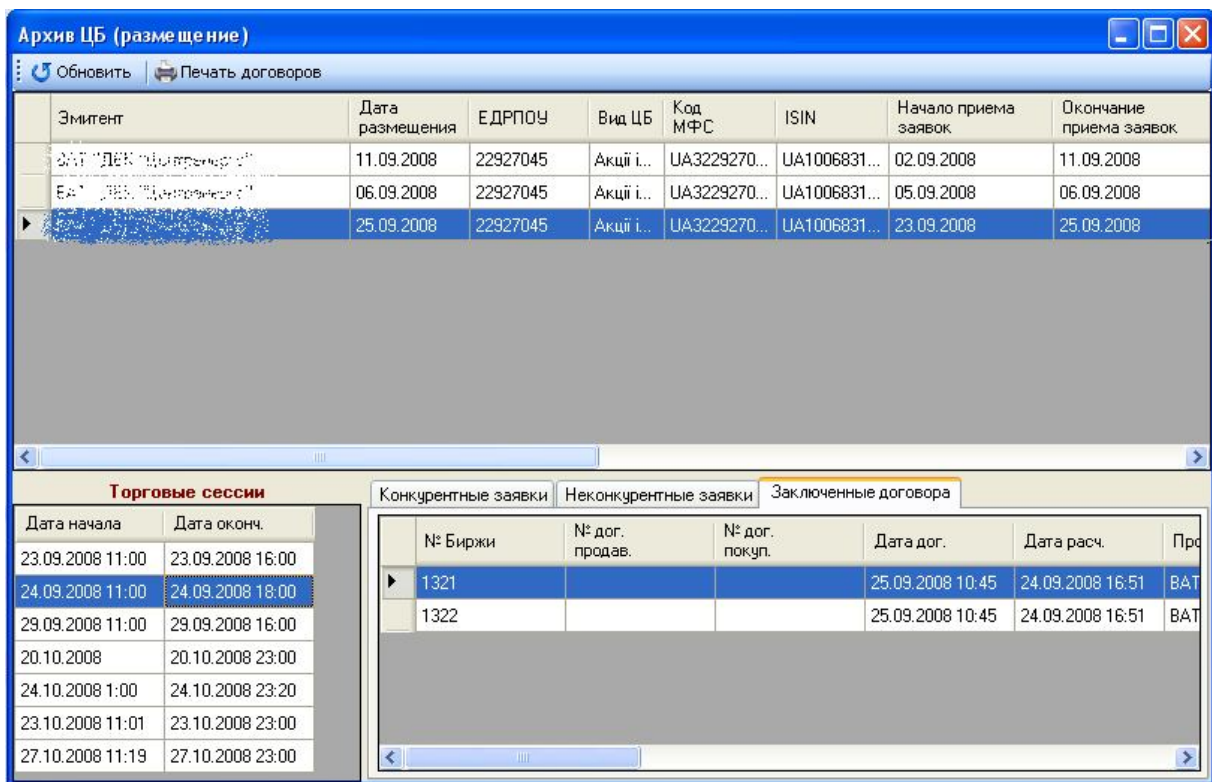 Архив ЦБ (размещение)
Обновить Печать договоров
Эмитент Дата размещения ЕДРПОУ Вид ЦБ Код МФС ISIN Начало приема заявок Окончание приема заявок
11.09.2008 22927045 Акції і... UA3229270... UA1006831... 02.09.2008 11.09.2008
06.09.2008 22927045 Акції і... UA3229270... UA1006831... 05.09.2008 06.09.2008
25.09.2008 22927045 Акції і... UA3229270... UA1006831... 23.09.2008 25.09.2008
Торговые сессии
Дата начала Дата оконч.
23.09.2008 11:00 23.09.2008 16:00
24.09.2008 11:00 24.09.2008 18:00
29.09.2008 11:00 29.09.2008 16:00
20.10.2008 20.10.2008 23:00
24.10.2008 1:00 24.10.2008 23:20
23.10.2008 11:01 23.10.2008 23:00
27.10.2008 11:19 27.10.2008 23:00
Конкурентные заявки Неконкурентные заявки Заключенные договора
№ Биржи № дог. продав. № дог. покуп. Дата дог. Дата расч. Про
1321 25.09.2008 10:45 24.09.2008 16:51 ВАТ
1322 25.09.2008 10:45 24.09.2008 16:51 ВАТ